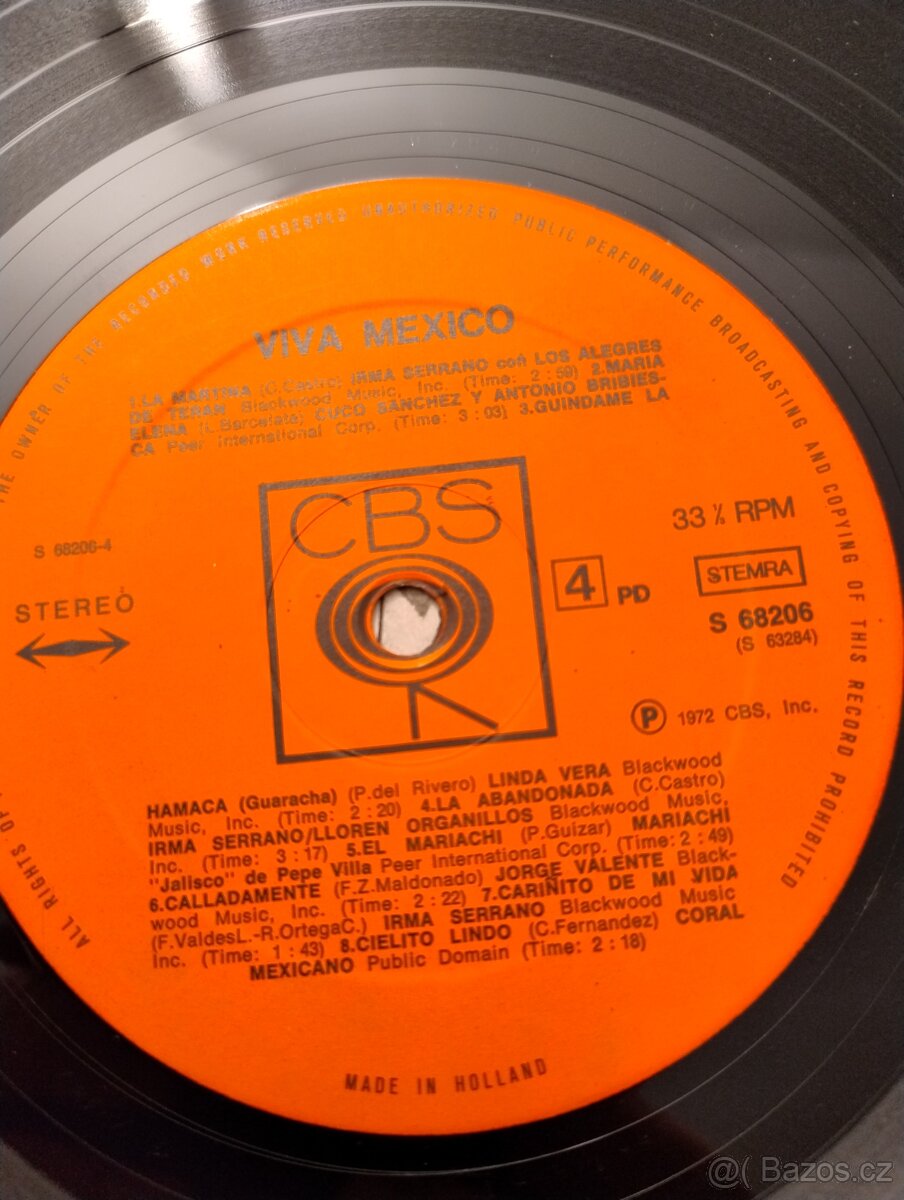 ALL RIGHTS OF
THE OWNER OF THE RECORDED WORK RESERVED UNAUTHORIZED PUBLIC PERFORMANCE BROADCASTING AND COPYING OF THIS RECORD PROHIBITED
VIVA MEXICO
1.LA MARTINA (C.Castro) IRMA SERRANO con LOS ALEGRES
DE TERAN Blackwood Music, Inc. (Time: 2:59) 2.MARIA
ELENA (L.Barcelata) CUCO SANCHEZ Y ANTONIO BRIBIES-
CA Peer International Corp. (Time: 3:03) 3.GUINDAME LA
CBS
S 68206-4
STEREO
33⅓ RPM
4 PD
STEMRA
S 68206
(S 63284)
Ⓟ 1972 CBS, Inc.
HAMACA (Guaracha) (P.del Rivero) LINDA VERA Blackwood
Music, Inc. (Time: 2:20) 4.LA ABANDONADA (C.Castro)
IRMA SERRANO/LLOREN ORGANILLOS Blackwood Music,
Inc. (Time: 3:17) 5.EL MARIACHI (P.Guizar) MARIACHI
"Jalisco" de Pepe Villa Peer International Corp. (Time: 2:49)
6.CALLADAMENTE (F.Z.Maldonado) JORGE VALENTE Black-
wood Music, Inc. (Time: 2:22) 7.CARIÑITO DE MI VIDA
(F.ValdesL.-R.OrtegaC.) IRMA SERRANO Blackwood Music
Inc. (Time: 1:43) 8.CIELITO LINDO (C.Fernandez) CORAL
MEXICANO Public Domain (Time: 2:18)
MADE IN HOLLAND
@( Bazoš.cz